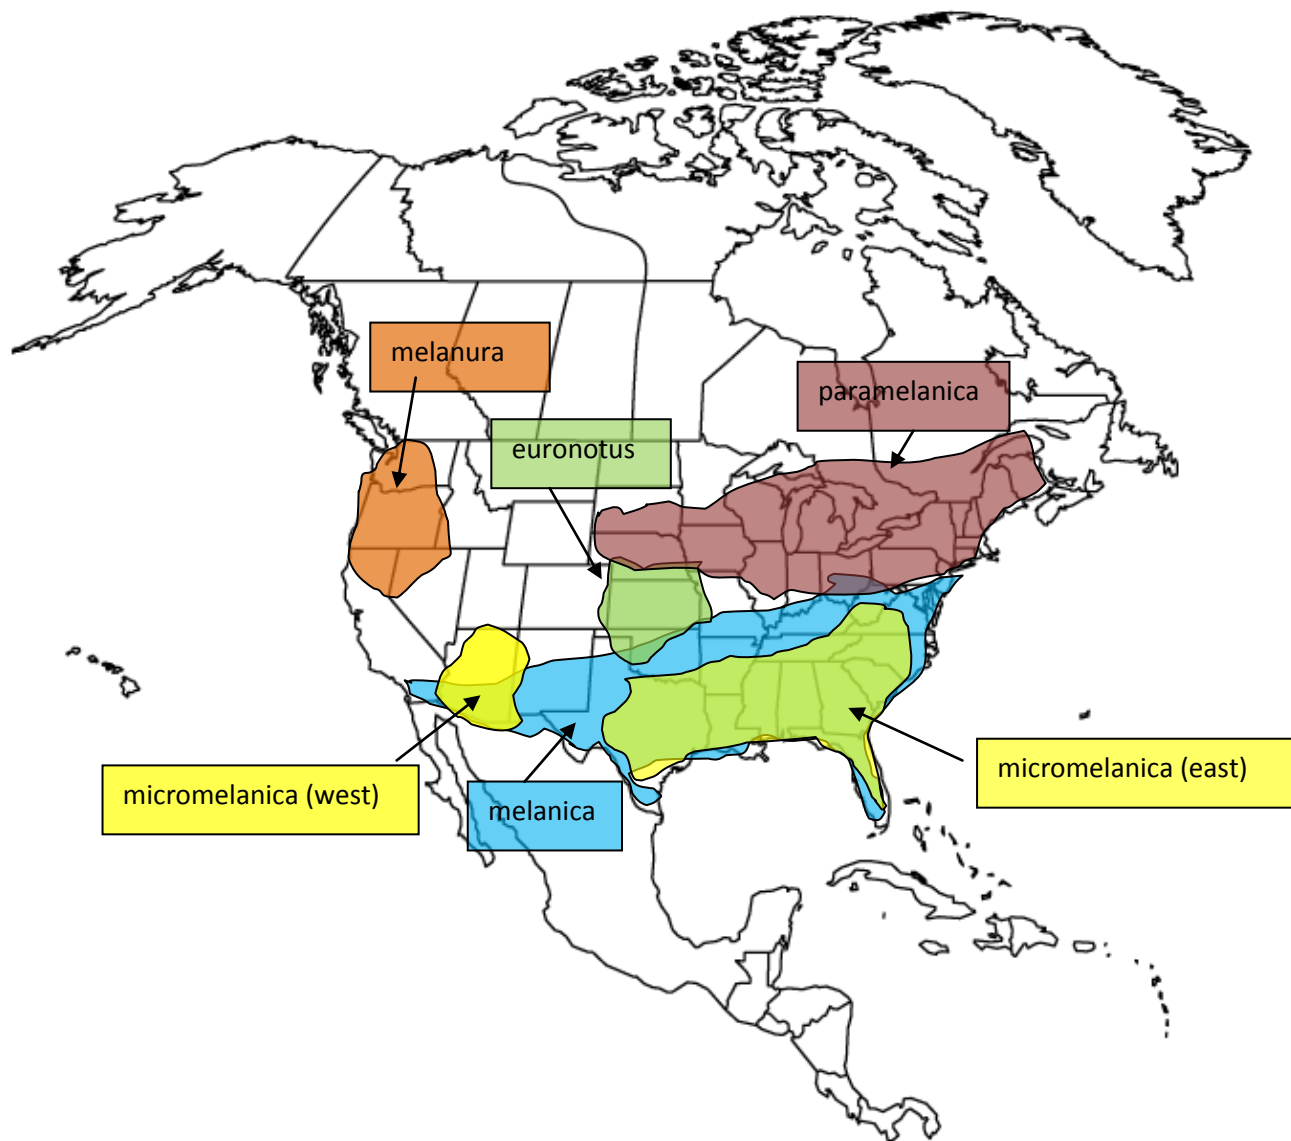 melanura
paramelanica
euronotus
micromelanica (east)
micromelanica (west)
melanica